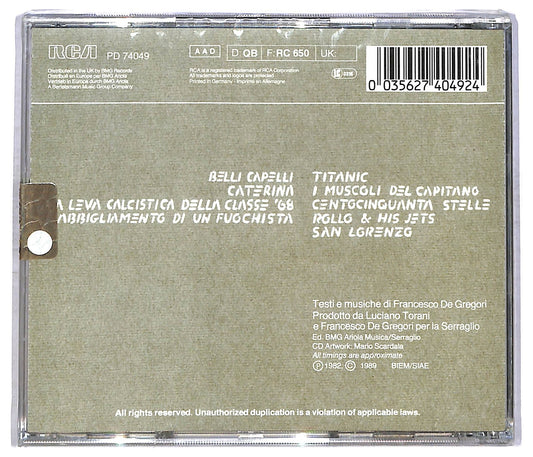 RCA
PD 74049
AAD D: QB F: RC 650 UK:
Distributed in the UK by BMG Records
Distribué en Europe par BMG Ariola
Vertrieb in Europa durch BMG Ariola
A Bertelsmann Music Group Company
RCA is a registered trademark of RCA Corporation
All trademarks and logos are protected
Printed in Germany · Imprimé en Allemagne
0 035627 404924
BELLI CAPELLI
CATERINA
A LEVA CALCISTICA DELLA CLASSE '68
ABBIGLIAMENTO DI UN FUOCHISTA
TITANIC
I MUSCOLI DEL CAPITANO
CENTOCINQUANTA STELLE
ROLLO & HIS JETS
SAN LORENZO
Testi e musiche di Francesco De Gregori
Prodotto da Luciano Torani
e Francesco De Gregori per la Serraglio
Ed. BMG Ariola Musica/Serraglio
CD Artwork: Mario Scardala
All timings are approximate
Ⓟ 1982, Ⓒ 1989 BIEM/SIAE
All rights reserved. Unauthorized duplication is a violation of applicable laws.